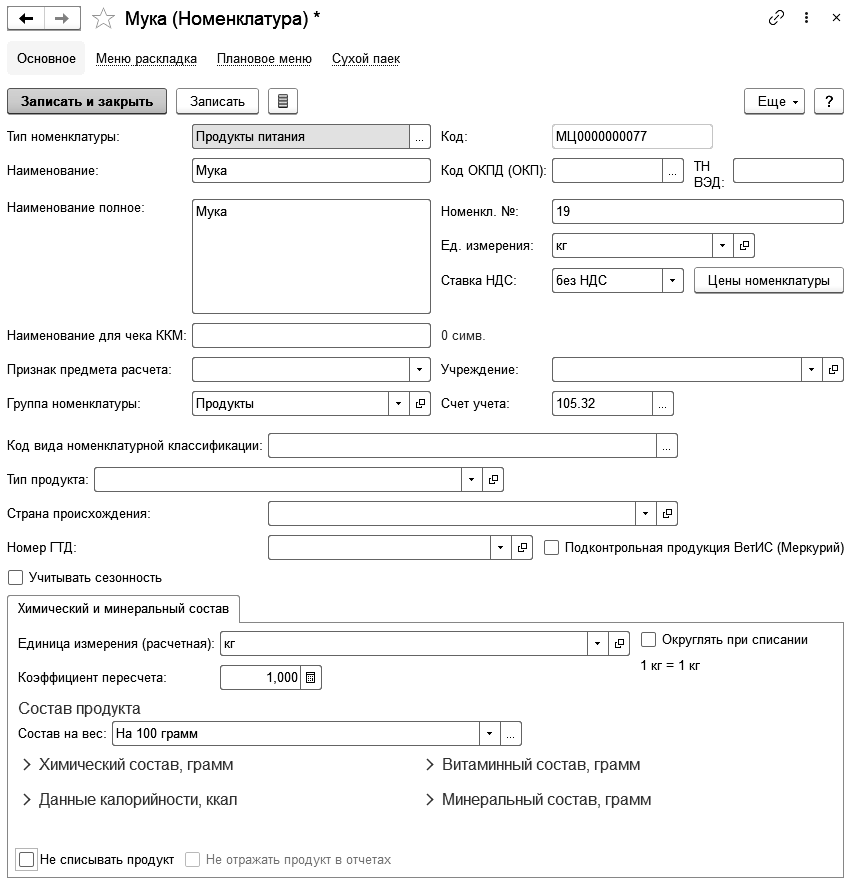 Мука (Номенклатура) *
Основное Меню раскладка Плановое меню Сухой паек
Записать и закрыть Записать Еще ?
Тип номенклатуры: Продукты питания ... Код: МЦ0000000077
Наименование: Мука Код ОКПД (ОКП): ... ТН ВЭД:
Наименование полное: Мука Номенкл. №: 19
Ед. измерения: кг
Ставка НДС: без НДС Цены номенклатуры
Наименование для чека ККМ: 0 симв.
Признак предмета расчета: Учреждение:
Группа номенклатуры: Продукты Счет учета: 105.32 ...
Код вида номенклатурной классификации: ...
Тип продукта:
Страна происхождения:
Номер ГТД: Подконтрольная продукция ВетИС (Меркурий)
Учитывать сезонность
Химический и минеральный состав
Единица измерения (расчетная): кг Округлять при списании
Коэффициент пересчета: 1,000 1 кг = 1 кг
Состав продукта
Состав на вес: На 100 грамм ...
Химический состав, грамм Витаминный состав, грамм
Данные калорийности, ккал Минеральный состав, грамм
Не списывать продукт Не отражать продукт в отчетах